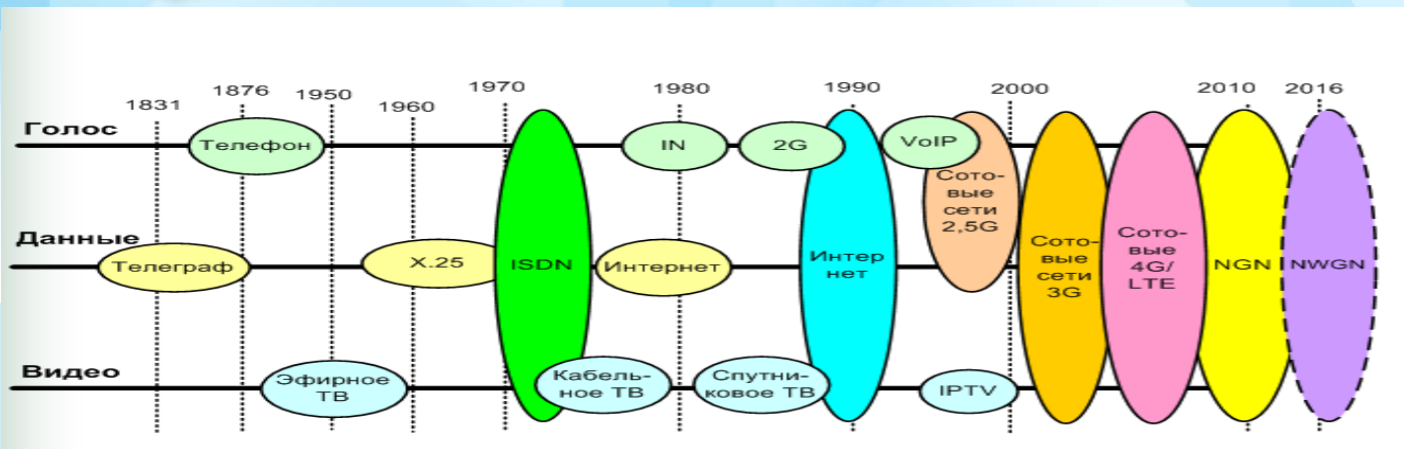 1831
1876
1950
1960
1970
1980
1990
2000
2010
2016
Голос
Телефон
IN
2G
VoIP
Сото-
вые
сети
2,5G
Данные
Телеграф
X.25
ISDN
Интернет
Интер
нет
Сото-
вые
сети
3G
Сото-
вые
4G/
LTE
NGN
NWGN
Видео
Эфирное
ТВ
Кабель-
ное ТВ
Спутни-
ковое ТВ
IPTV